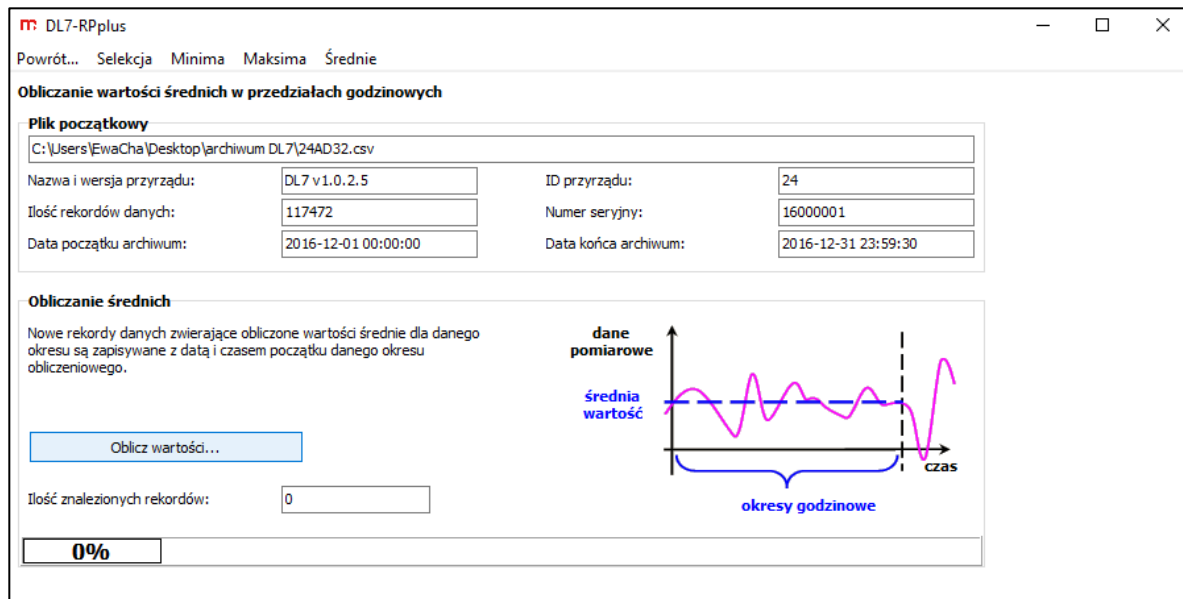 DL7-RPplus
Powrót... Selekcja Minima Maksima Średnie
Obliczanie wartości średnich w przedziałach godzinowych
Plik początkowy
C:\Users\EwaCha\Desktop\archiwum DL7\24AD32.csv
Nazwa i wersja przyrządu: DL7 v1.0.2.5 ID przyrządu: 24
Ilość rekordów danych: 117472 Numer seryjny: 16000001
Data początku archiwum: 2016-12-01 00:00:00 Data końca archiwum: 2016-12-31 23:59:30
Obliczanie średnich
Nowe rekordy danych zwierające obliczone wartości średnie dla danego
okresu są zapisywane z datą i czasem początku danego okresu
obliczeniowego.
dane
pomiarowe
średnia
wartość
czas
okresy godzinowe
Oblicz wartości...
Ilość znalezionych rekordów: 0
0%